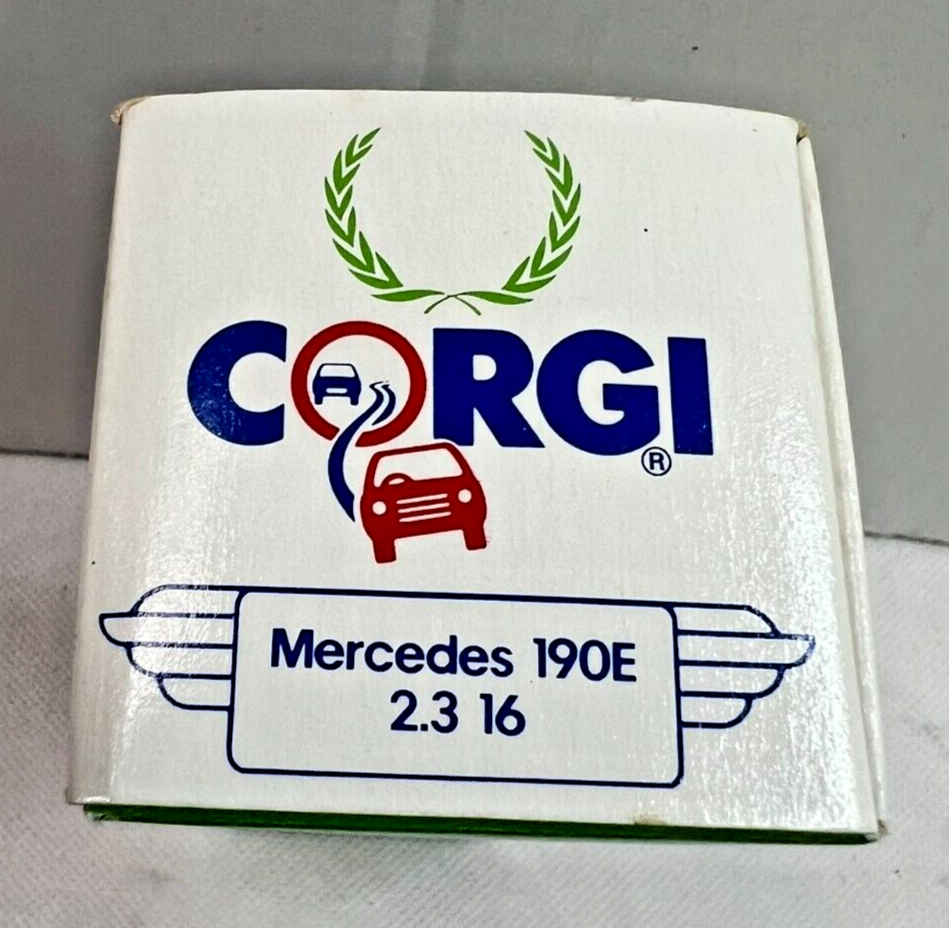 CORGI
®
Mercedes 190E
2.3 16